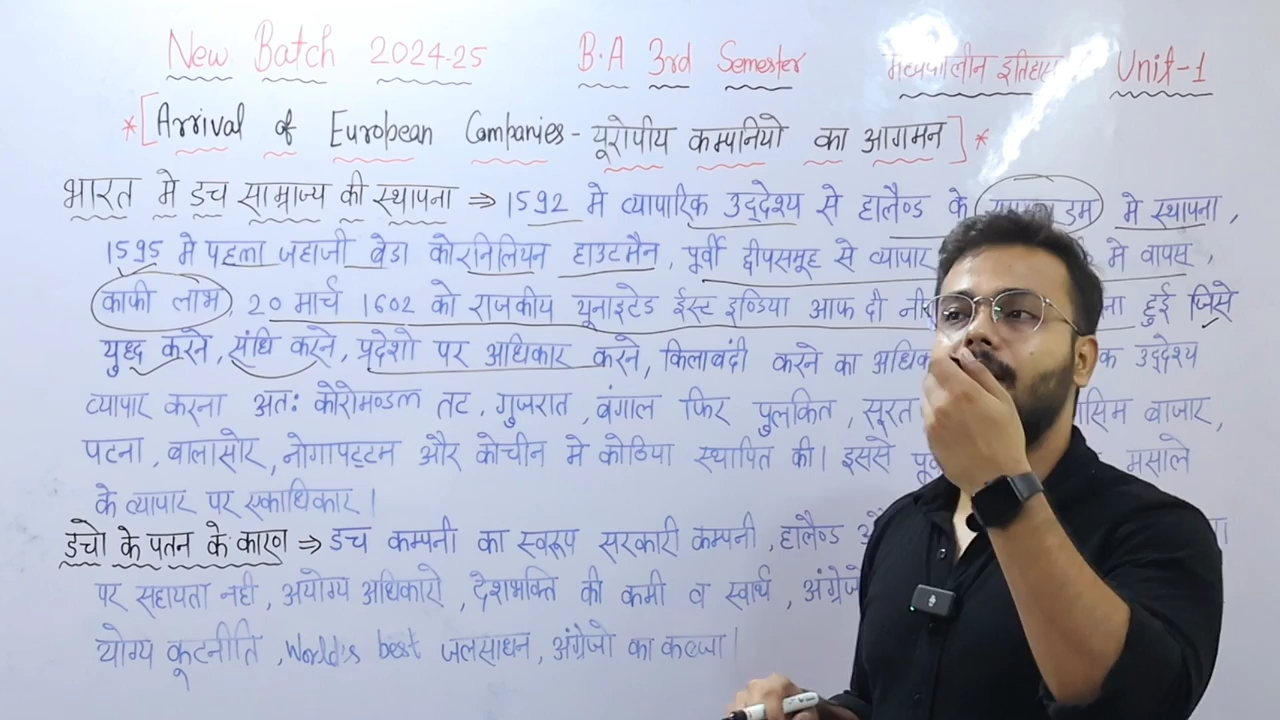 New Batch 2024-25 B.A 3rd Semester मध्यकालीन इतिहास Unit-1
*[Arrival of European Companies - यूरोपीय कम्पनियो का आगमन]*
भारत मे डच साम्राज्य की स्थापना ⇒ 1592 मे व्यापारिक उद्देश्य से हालैण्ड के मे स्थापना,
1595 मे पहला जहाजी बेडा कोरनिलियन हाउटमैन, पूर्वी द्वीपसमूह से व्यापार मे वापस,
काफी लाभ, 20 मार्च 1602 को राजकीय यूनाइटेड ईस्ट इण्डिया आफ दी हुई जिसे
युध्द करने, संधि करने, प्रदेशो पर अधिकार करने, किलाबंदी करने का उद्देश्य
व्यापार करना अतः कोरोमण्डल तट, गुजरात, बंगाल फिर पुलकित, सूरत बाजार,
पटना, बालासोर, नोगापट्टम और कोचीन मे कोठिया स्थापित की। इससे मसाले
के व्यापार पर एकाधिकार।
डचो के पतन के कारण ⇒ डच कम्पनी का स्वरूप सरकारी कम्पनी, हालैण्ड
पर सहायता नही, अयोग्य अधिकारी, देशभक्ति की कमी व स्वार्थ,
योग्य कूटनीति, World's best जलसाधन, अंग्रेजो का कब्जा।